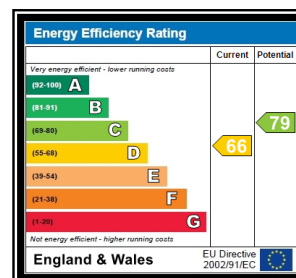 Energy Efficiency Rating
Current Potential
Very energy efficient - lower running costs
(92-100) A
(81-91) B
(69-80) C
79
(55-68) D
66
(39-54) E
(21-38) F
(1-20) G
Not energy efficient - higher running costs
England & Wales
EU Directive
2002/91/EC